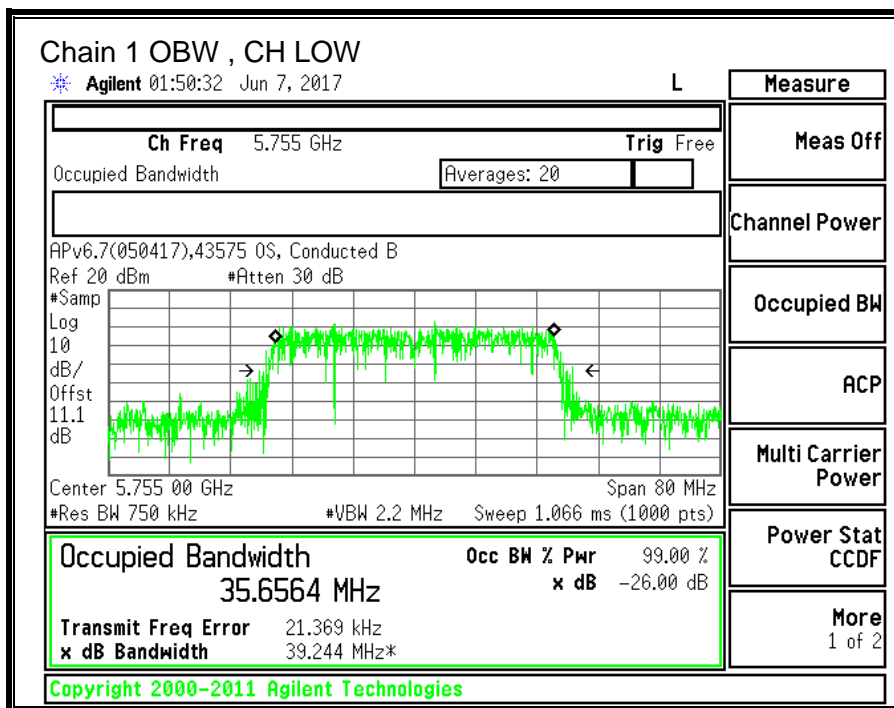 Chain 1 OBW , CH LOW
Agilent 01:50:32 Jun 7, 2017 L
Measure
Ch Freq 5.755 GHz Trig Free
Meas Off
Occupied Bandwidth Averages: 20
Channel Power
APv6.7(050417),43575 OS, Conducted B
Ref 20 dBm #Atten 30 dB
#Samp
Log
10
dB/
Offst
11.1
dB
Occupied BW
ACP
Multi Carrier
Power
Center 5.755 00 GHz Span 80 MHz
#Res BW 750 kHz #VBW 2.2 MHz Sweep 1.066 ms (1000 pts)
Power Stat
CCDF
Occupied Bandwidth Occ BW % Pwr 99.00 %
35.6564 MHz x dB -26.00 dB
Transmit Freq Error 21.369 kHz
x dB Bandwidth 39.244 MHz*
More
1 of 2
Copyright 2000-2011 Agilent Technologies